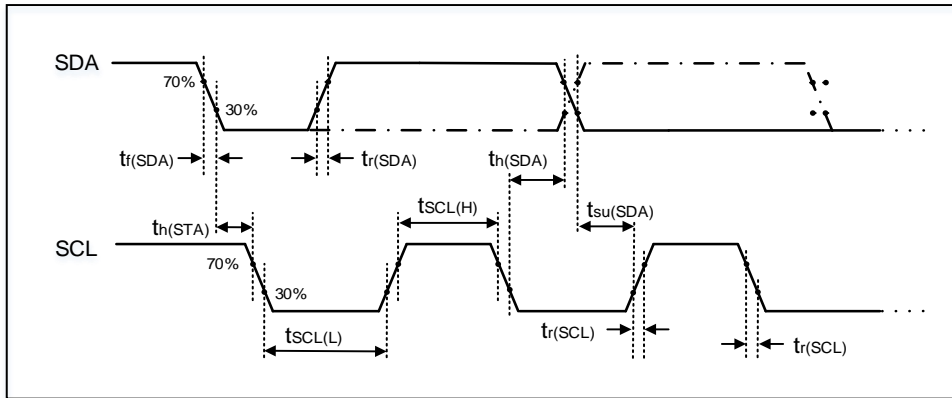 SDA
70%
30%
tf(SDA)
tr(SDA)
th(SDA)
tSCL(H)
tsu(SDA)
th(STA)
SCL
70%
30%
tSCL(L)
tr(SCL)
tr(SCL)